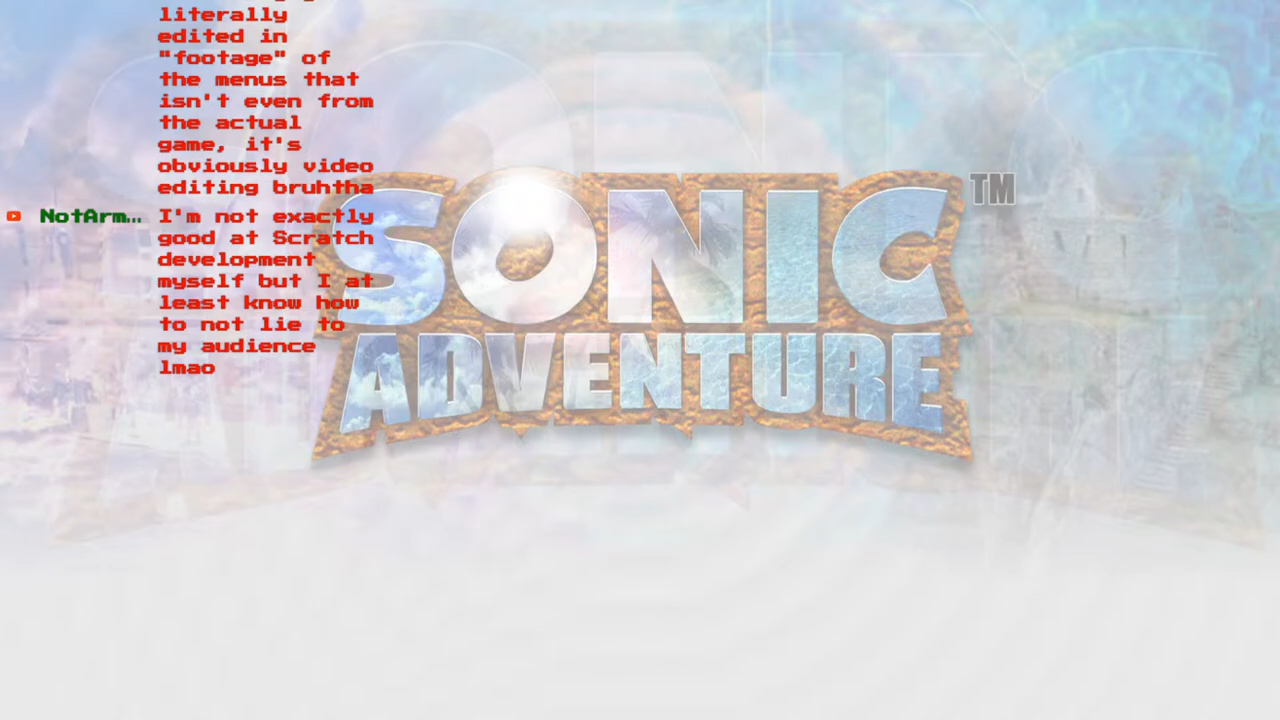 literally
edited in
"footage" of
the menus that
isn't even from
the actual
game, it's
obviously video
editing bruhtha
NotArm… I'm not exactly
good at Scratch
development
myself but I at
least know how
to not lie to
my audience
lmao
SONIC TM
ADVENTURE